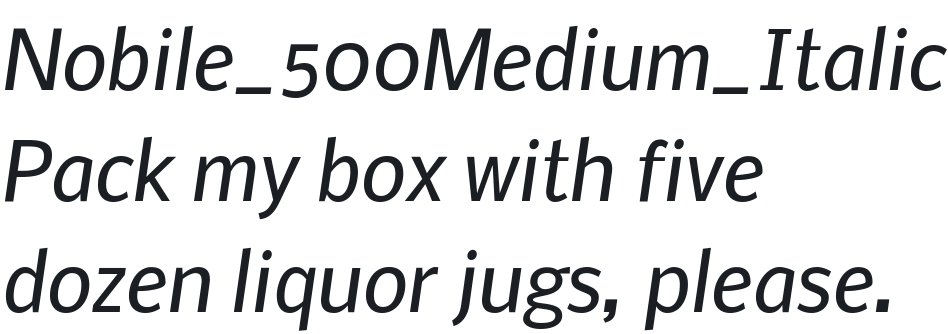 Nobile_500Medium_Italic
Pack my box with five
dozen liquor jugs, please.